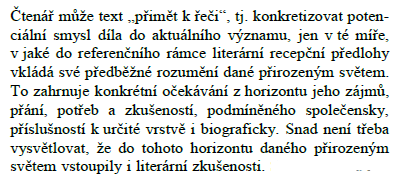 Čtenář může text „přimět k řeči“, tj. konkretizovat poten-
ciální smysl díla do aktuálního významu, jen v té míře,
v jaké do referenčního rámce literární recepční předlohy
vkládá své předběžné rozumění dané přirozeným světem.
To zahrnuje konkrétní očekávání z horizontu jeho zájmů,
přání, potřeb a zkušeností, podmíněného společensky,
příslušností k určité vrstvě i biograficky. Snad není třeba
vysvětlovat, že do tohoto horizontu daného přirozeným
světem vstoupily i literární zkušenosti.